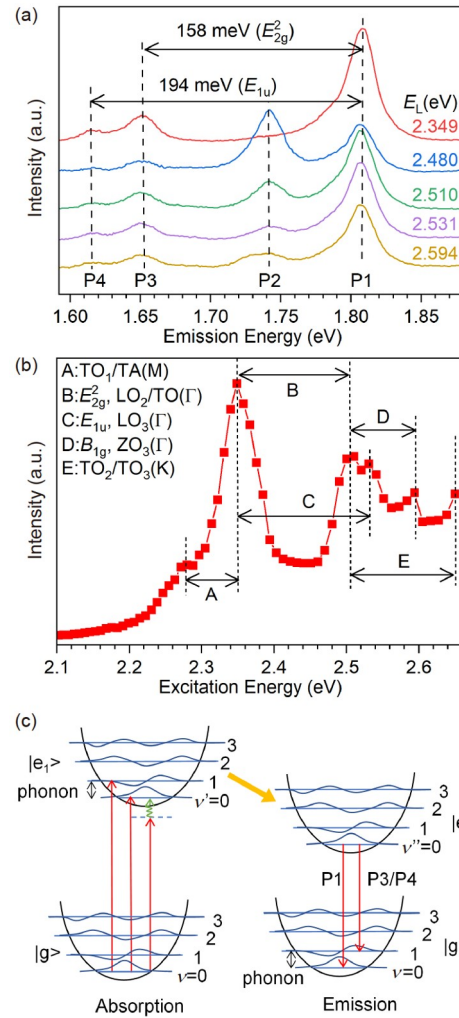 (a)
158 meV (E²2g)
194 meV (E1u)
EL(eV)
2.349
2.480
2.510
2.531
2.594
Intensity (a.u.)
P4 P3 P2 P1
1.60 1.65 1.70 1.75 1.80 1.85
Emission Energy (eV)
(b)
A:TO₁/TA(M)
B:E²2g, LO₂/TO(Γ)
C:E1u, LO₃(Γ)
D:B1g, ZO₃(Γ)
E:TO₂/TO₃(K)
B
D
C
E
A
Intensity (a.u.)
2.1 2.2 2.3 2.4 2.5 2.6
Excitation Energy (eV)
(c)
3
2
|e₁>
1
phonon
ν'=0
3
2
1
|e
ν''=0
P1 P3/P4
3
2
|g>
1
ν=0
3
2
1
|g
phonon
ν=0
Absorption
Emission